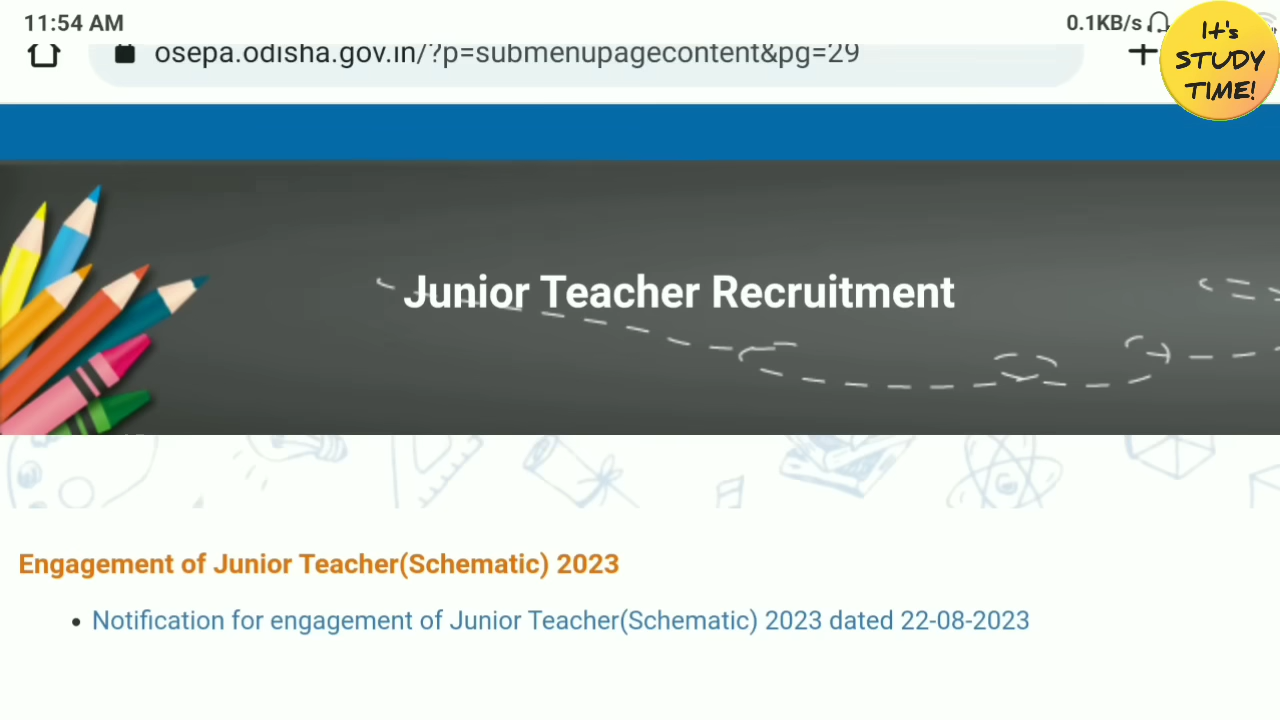 11:54 AM
0.1KB/s
It's
STUDY
TIME!
osepa.odisha.gov.in/?p=submenupagecontent&pg=29
Junior Teacher Recruitment
Engagement of Junior Teacher(Schematic) 2023
• Notification for engagement of Junior Teacher(Schematic) 2023 dated 22-08-2023